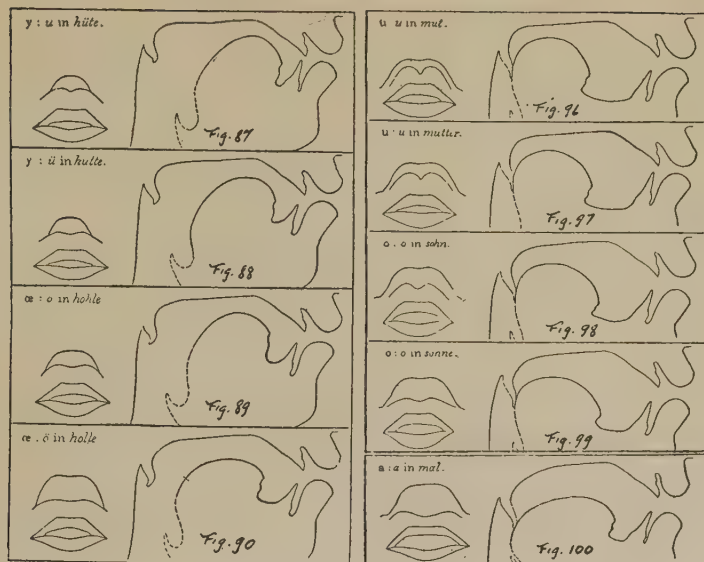 y : u in hüte.
Fig. 87
y : ü in hutte.
Fig. 88
œ : o in hohle
Fig. 89
œ . ö in holle
Fig. 90
u u in mut.
Fig. 96
u : u in muttir.
Fig. 97
o . o in sohn.
Fig. 98
o : o in sonne.
Fig. 99
a : a in mal.
Fig. 100